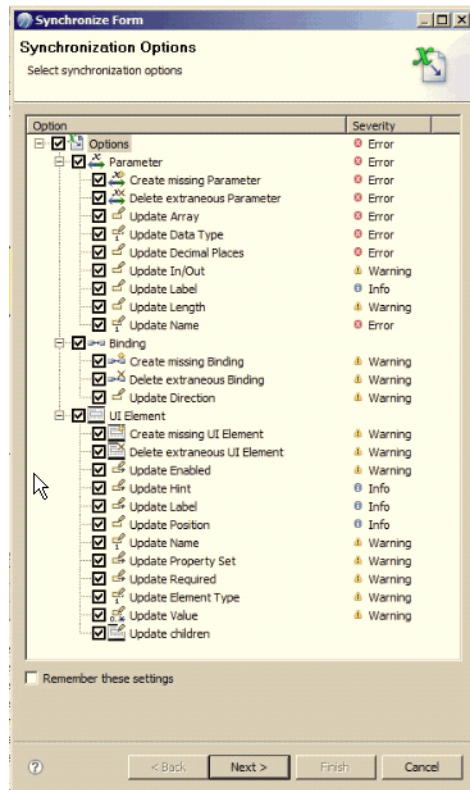 Synchronize Form
Synchronization Options
Select synchronization options
Option Severity
Options Error
Parameter Error
Create missing Parameter Error
Delete extraneous Parameter Error
Update Array Error
Update Data Type Error
Update Decimal Places Error
Update In/Out Warning
Update Label Info
Update Length Warning
Update Name Error
Binding
Create missing Binding Warning
Delete extraneous Binding Warning
Update Direction Warning
UI Element
Create missing UI Element Warning
Delete extraneous UI Element Warning
Update Enabled Warning
Update Hint Info
Update Label Info
Update Position Info
Update Name Warning
Update Property Set Warning
Update Required Warning
Update Element Type Warning
Update Value Warning
Update children
Remember these settings
< Back Next > Finish Cancel